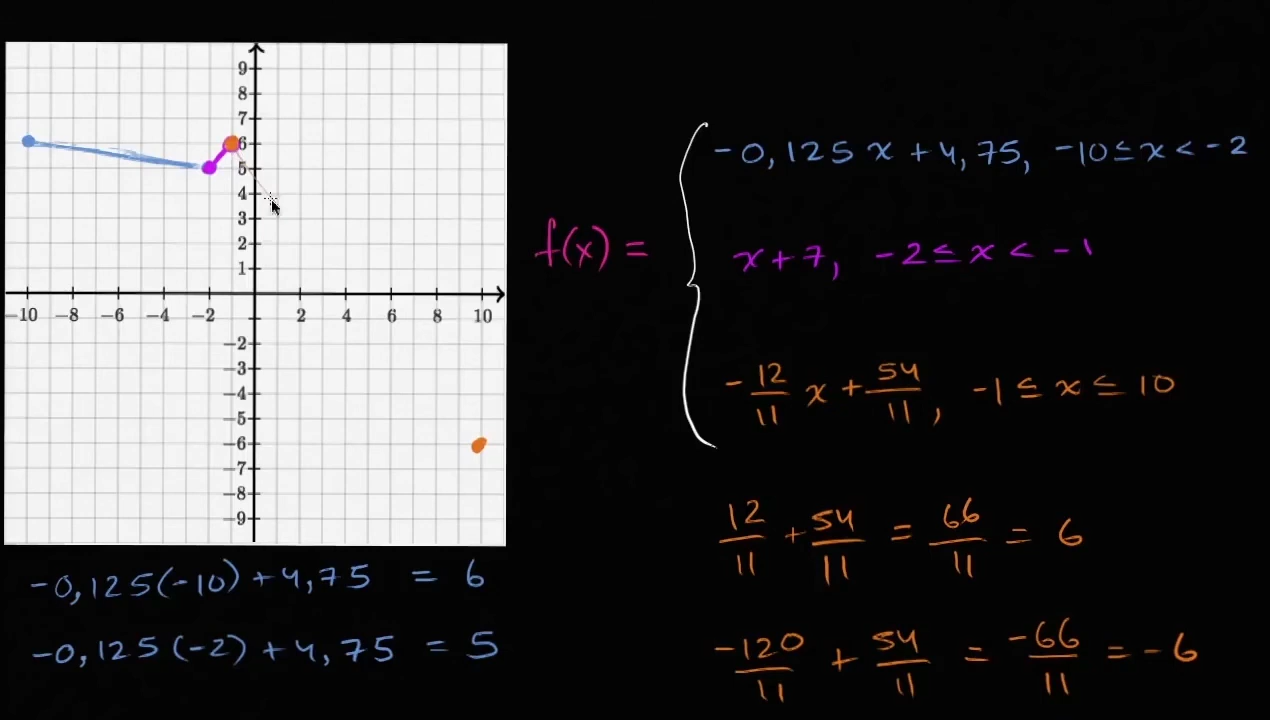 9
8
7
6
5
4
3
2
1
-10 -8 -6 -4 -2 2 4 6 8 10
-2
-3
-4
-5
-6
-7
-8
-9
f(x) =
-0,125x + 4,75, -10 ≤ x < -2
x + 7, -2 ≤ x < -1
-12/11 x + 54/11, -1 ≤ x ≤ 10
12/11 + 54/11 = 66/11 = 6
-120/11 + 54/11 = -66/11 = -6
-0,125(-10) + 4,75 = 6
-0,125(-2) + 4,75 = 5